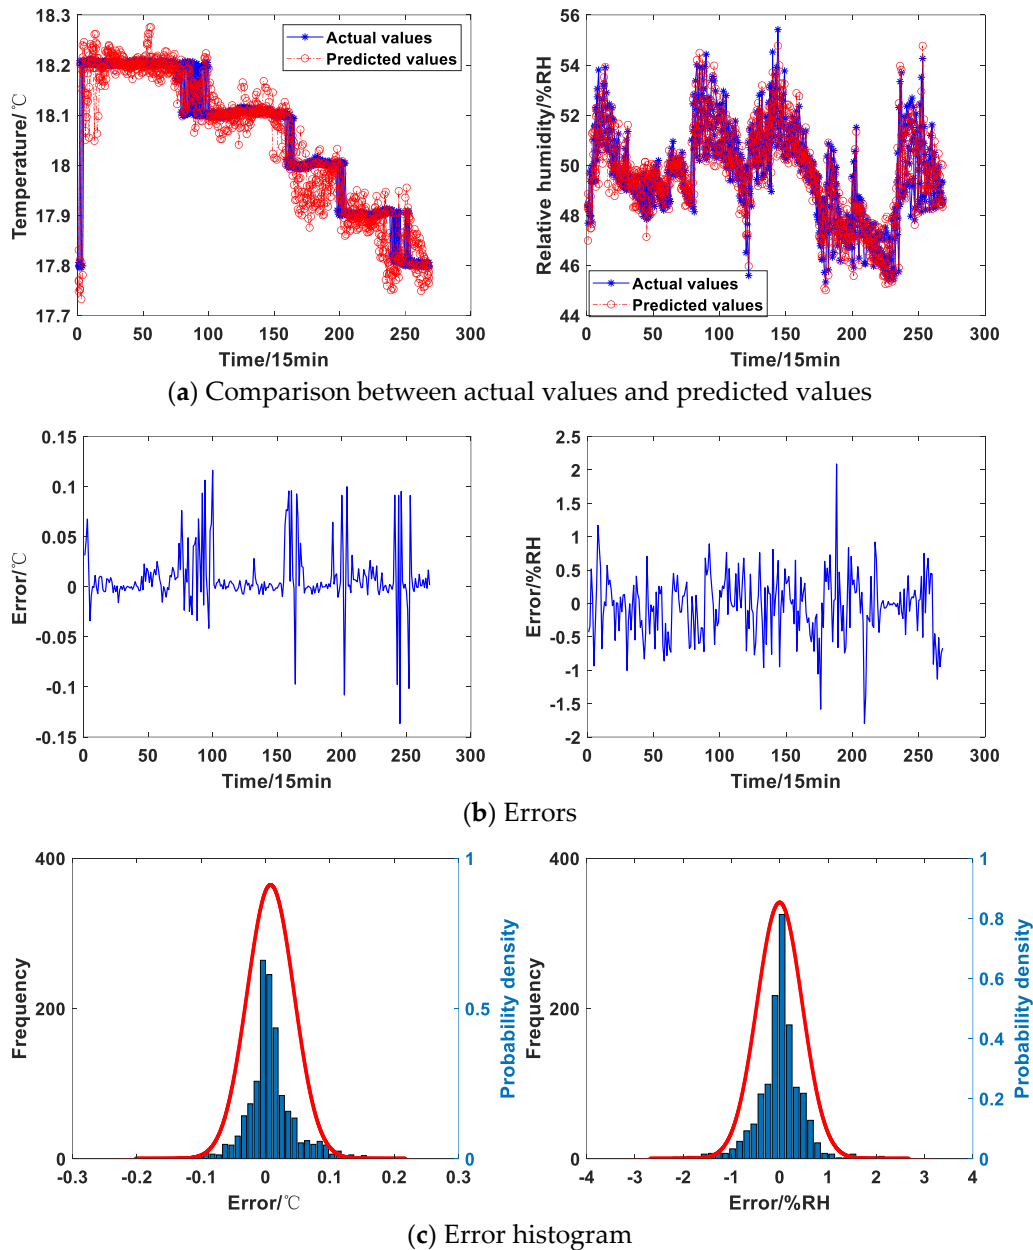 18.3
18.2
18.1
18
17.9
17.8
17.7
Temperature/℃
Actual values
Predicted values
0 50 100 150 200 250 300
Time/15min
56
54
52
50
48
46
44
Relative humidity/%RH
Actual values
Predicted values
0 50 100 150 200 250 300
Time/15min
(a) Comparison between actual values and predicted values
0.15
0.1
0.05
0
-0.05
-0.1
-0.15
Error/℃
0 50 100 150 200 250 300
Time/15min
2.5
2
1.5
1
0.5
0
-0.5
-1
-1.5
-2
Error/%RH
0 50 100 150 200 250 300
Time/15min
(b) Errors
400
200
0
Frequency
1
0.5
0
Probability density
-0.3 -0.2 -0.1 0 0.1 0.2 0.3
Error/℃
400
200
0
Frequency
1
0.8
0.6
0.4
0.2
0
Probability density
-4 -3 -2 -1 0 1 2 3 4
Error/%RH
(c) Error histogram